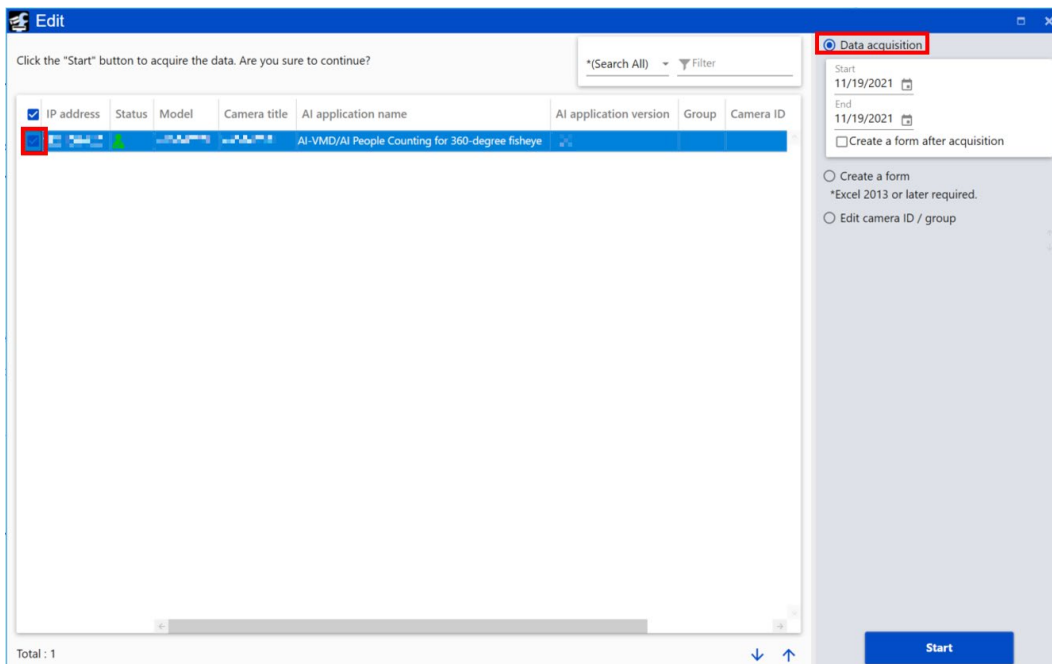 Edit
Click the "Start" button to acquire the data. Are you sure to continue?
*(Search All) Filter
IP address Status Model Camera title AI application name AI application version Group Camera ID
AI-VMD/AI People Counting for 360-degree fisheye
Total : 1
Data acquisition
Start
11/19/2021
End
11/19/2021
Create a form after acquisition
Create a form
*Excel 2013 or later required.
Edit camera ID / group
Start